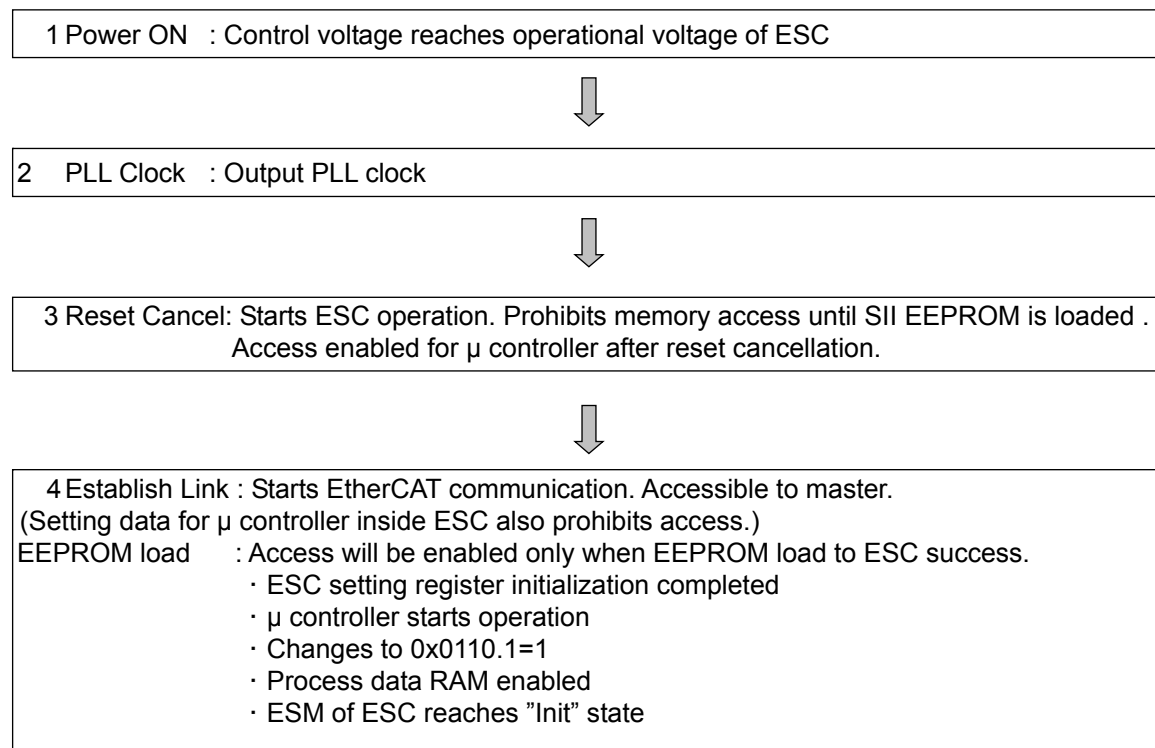 1 Power ON : Control voltage reaches operational voltage of ESC
2 PLL Clock : Output PLL clock
3 Reset Cancel: Starts ESC operation. Prohibits memory access until SII EEPROM is loaded .
Access enabled for μ controller after reset cancellation.
4 Establish Link : Starts EtherCAT communication. Accessible to master.
(Setting data for μ controller inside ESC also prohibits access.)
EEPROM load : Access will be enabled only when EEPROM load to ESC success.
・ESC setting register initialization completed
・μ controller starts operation
・Changes to 0x0110.1=1
・Process data RAM enabled
・ESM of ESC reaches ”Init” state